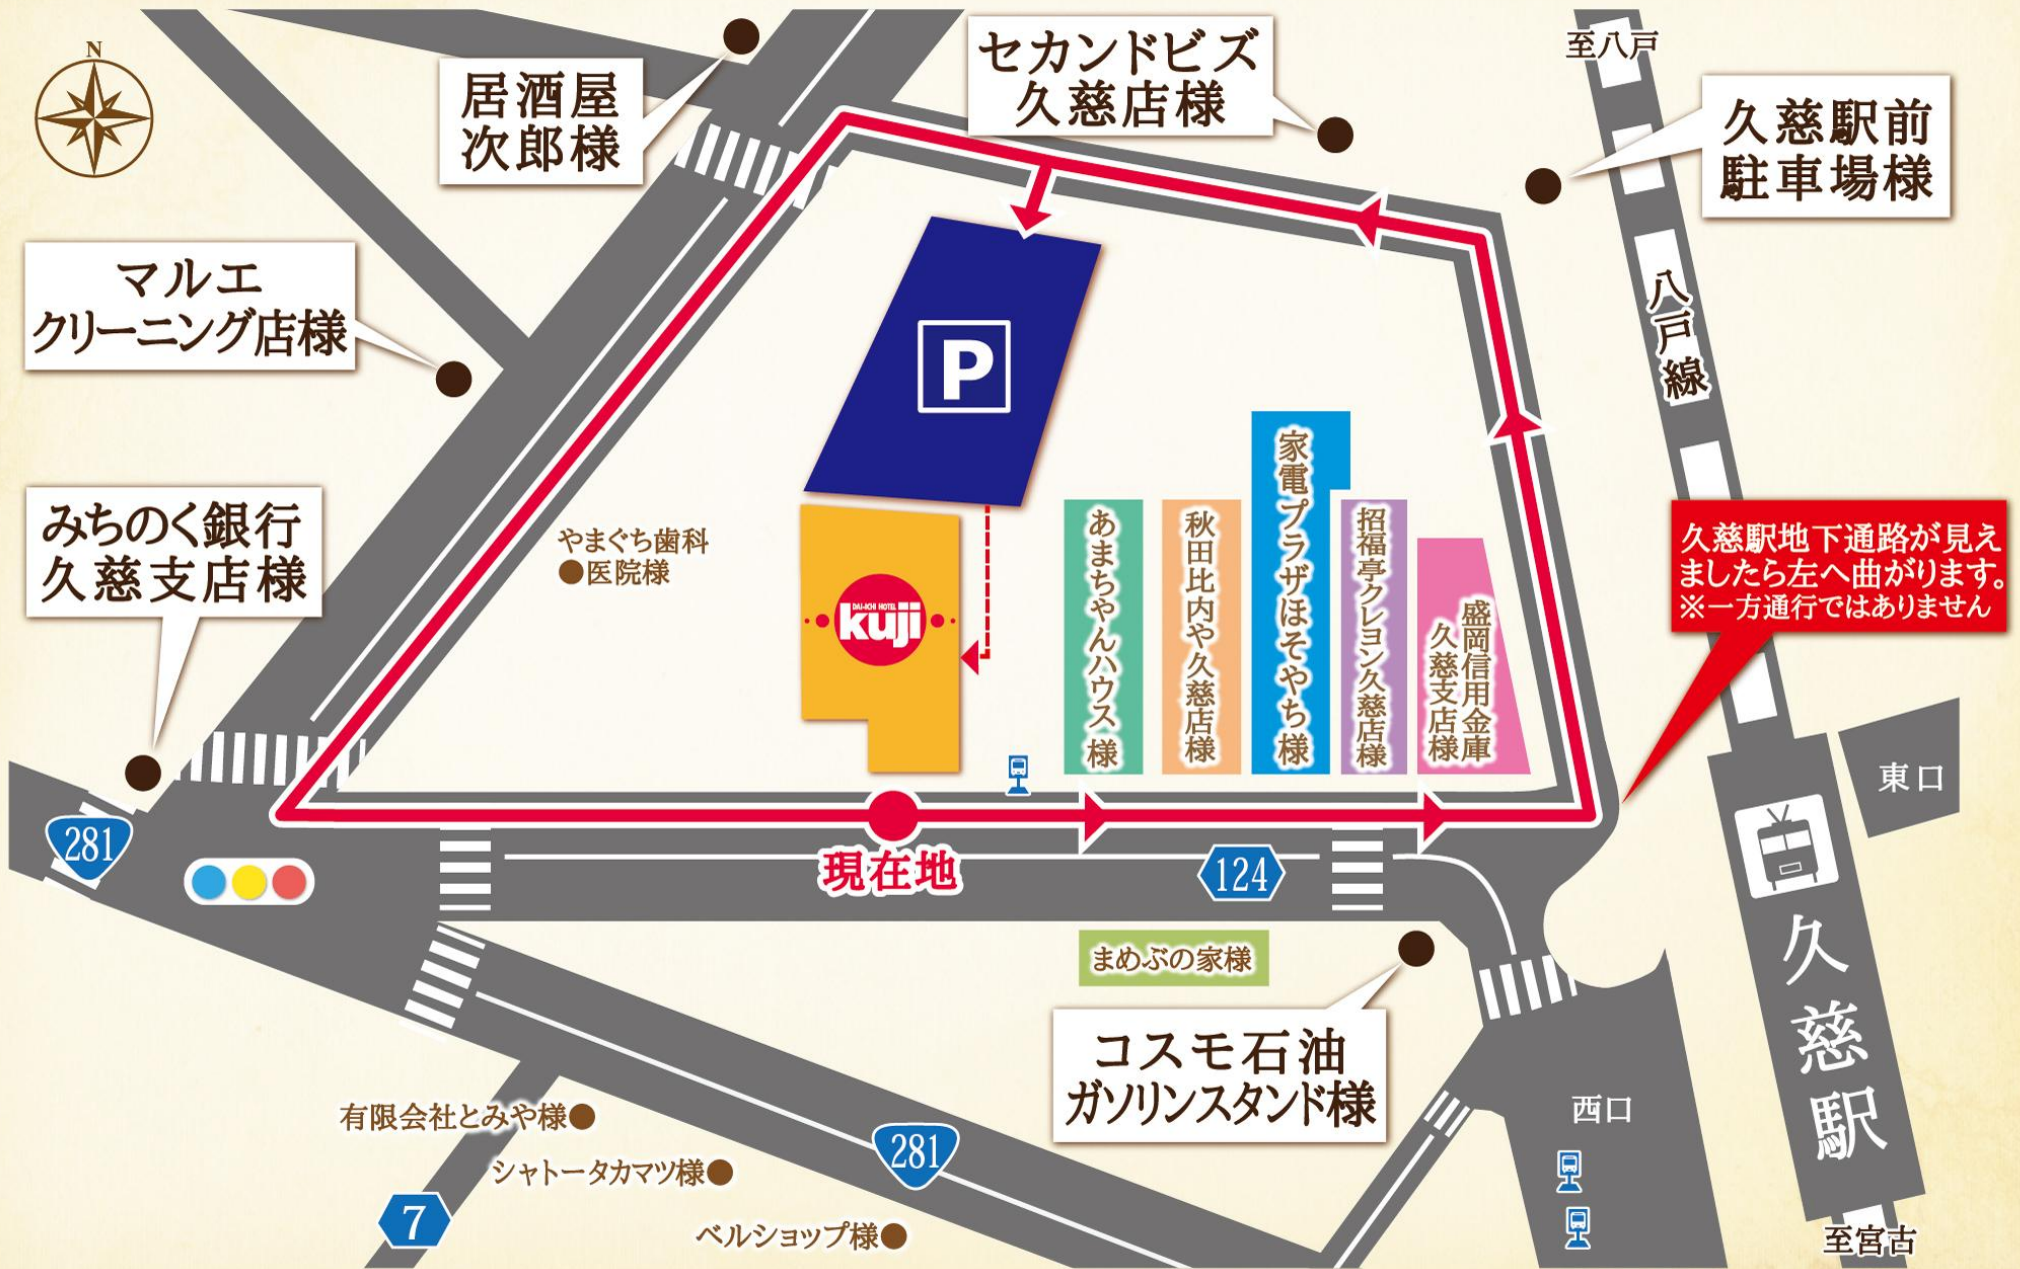 N
居酒屋
次郎様
セカンドビズ
久慈店様
至八戸
久慈駅前
駐車場様
マルエ
クリーニング店様
八戸線
P
みちのく銀行
久慈支店様
やまぐち歯科
医院様
DAI-ICHI HOTEL
kuji
あまちゃんハウス様
秋田比内や久慈店様
家電プラザほそやち様
招福亭クレヨン久慈店様
盛岡信用金庫
久慈支店様
久慈駅地下通路が見え
ましたら左へ曲がります。
※一方通行ではありません
東口
281
現在地
124
まめぶの家様
コスモ石油
ガソリンスタンド様
久慈駅
西口
有限会社とみや様
シャトータカマツ様
281
7
ベルショップ様
至宮古